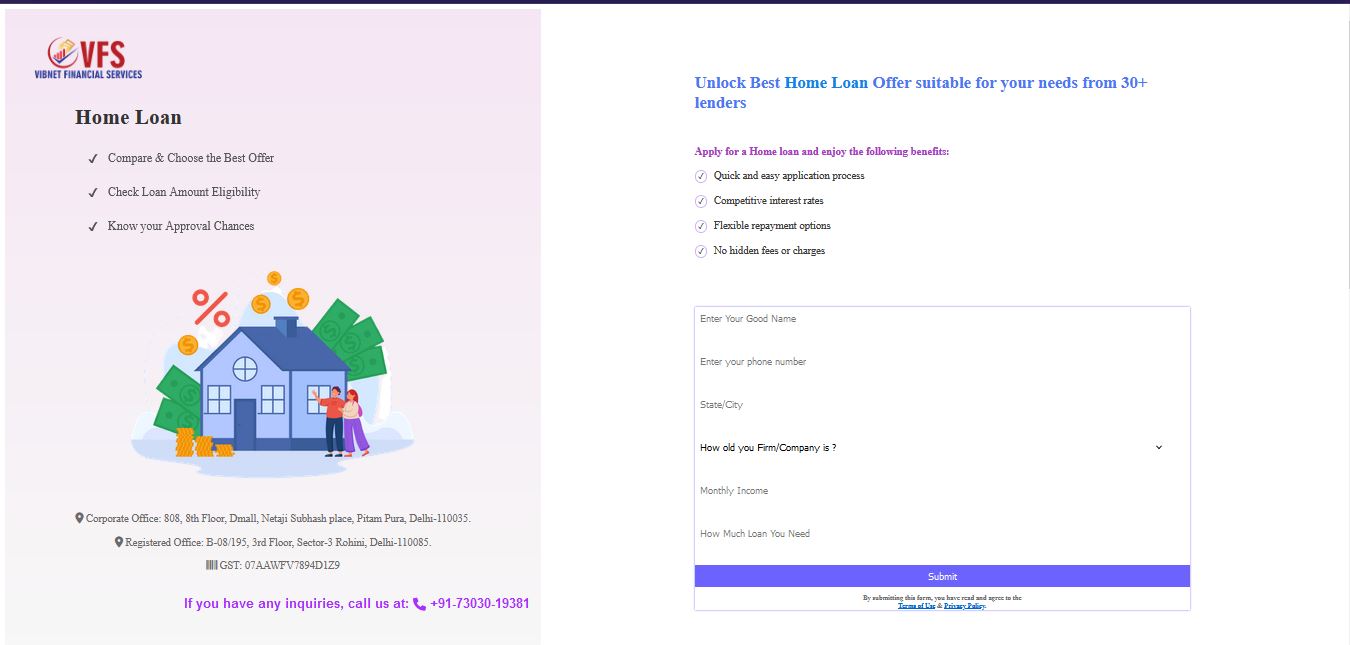 VFS
VIBNET FINANCIAL SERVICES
Home Loan
Compare & Choose the Best Offer
Check Loan Amount Eligibility
Know your Approval Chances
Corporate Office: 808, 8th Floor, Dmall, Netaji Subhash place, Pitam Pura, Delhi-110035.
Registered Office: B-08/195, 3rd Floor, Sector-3 Rohini, Delhi-110085.
GST: 07AAWFV7894D1Z9
If you have any inquiries, call us at: +91-73030-19381
Unlock Best Home Loan Offer suitable for your needs from 30+
lenders
Apply for a Home loan and enjoy the following benefits:
Quick and easy application process
Competitive interest rates
Flexible repayment options
No hidden fees or charges
Enter Your Good Name
Enter your phone number
State/City
How old you Firm/Company is ?
Monthly Income
How Much Loan You Need
Submit
By submitting this form, you have read and agree to the
Terms of Use & Privacy Policy.